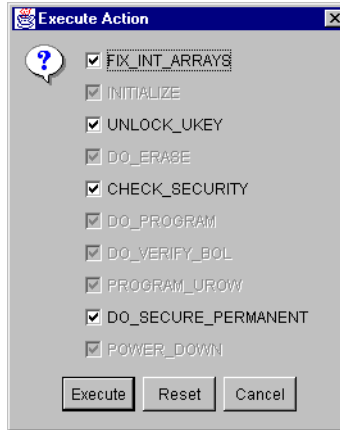 Execute Action
FIX_INT_ARRAYS
INITIALIZE
UNLOCK_UKEY
DO_ERASE
CHECK_SECURITY
DO_PROGRAM
DO_VERIFY_BOL
PROGRAM_UROW
DO_SECURE_PERMANENT
POWER_DOWN
Execute Reset Cancel